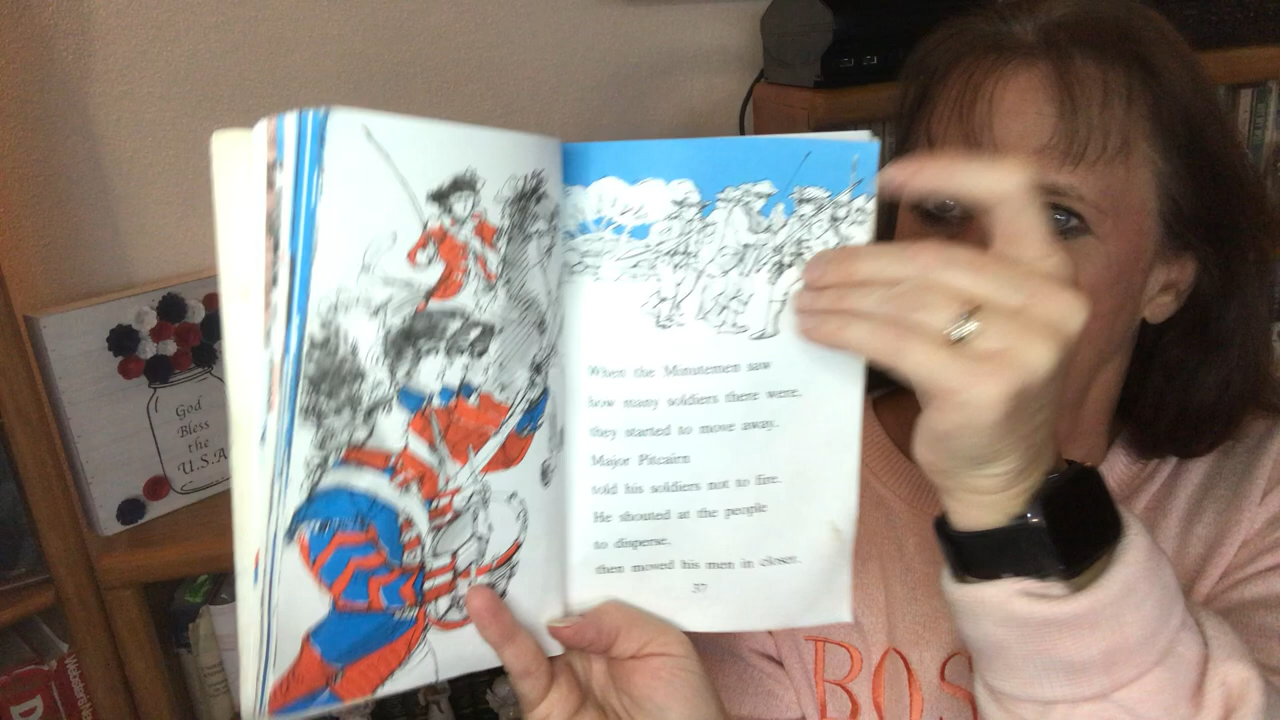 God
Bless
the
U.S.A
When the Minutemen saw
how many soldiers there were,
they started to move away.
Major Pitcairn
told his soldiers not to fire.
He shouted at the people
to disperse.
then moved his men in closer.
37
BOS
Webster's
D